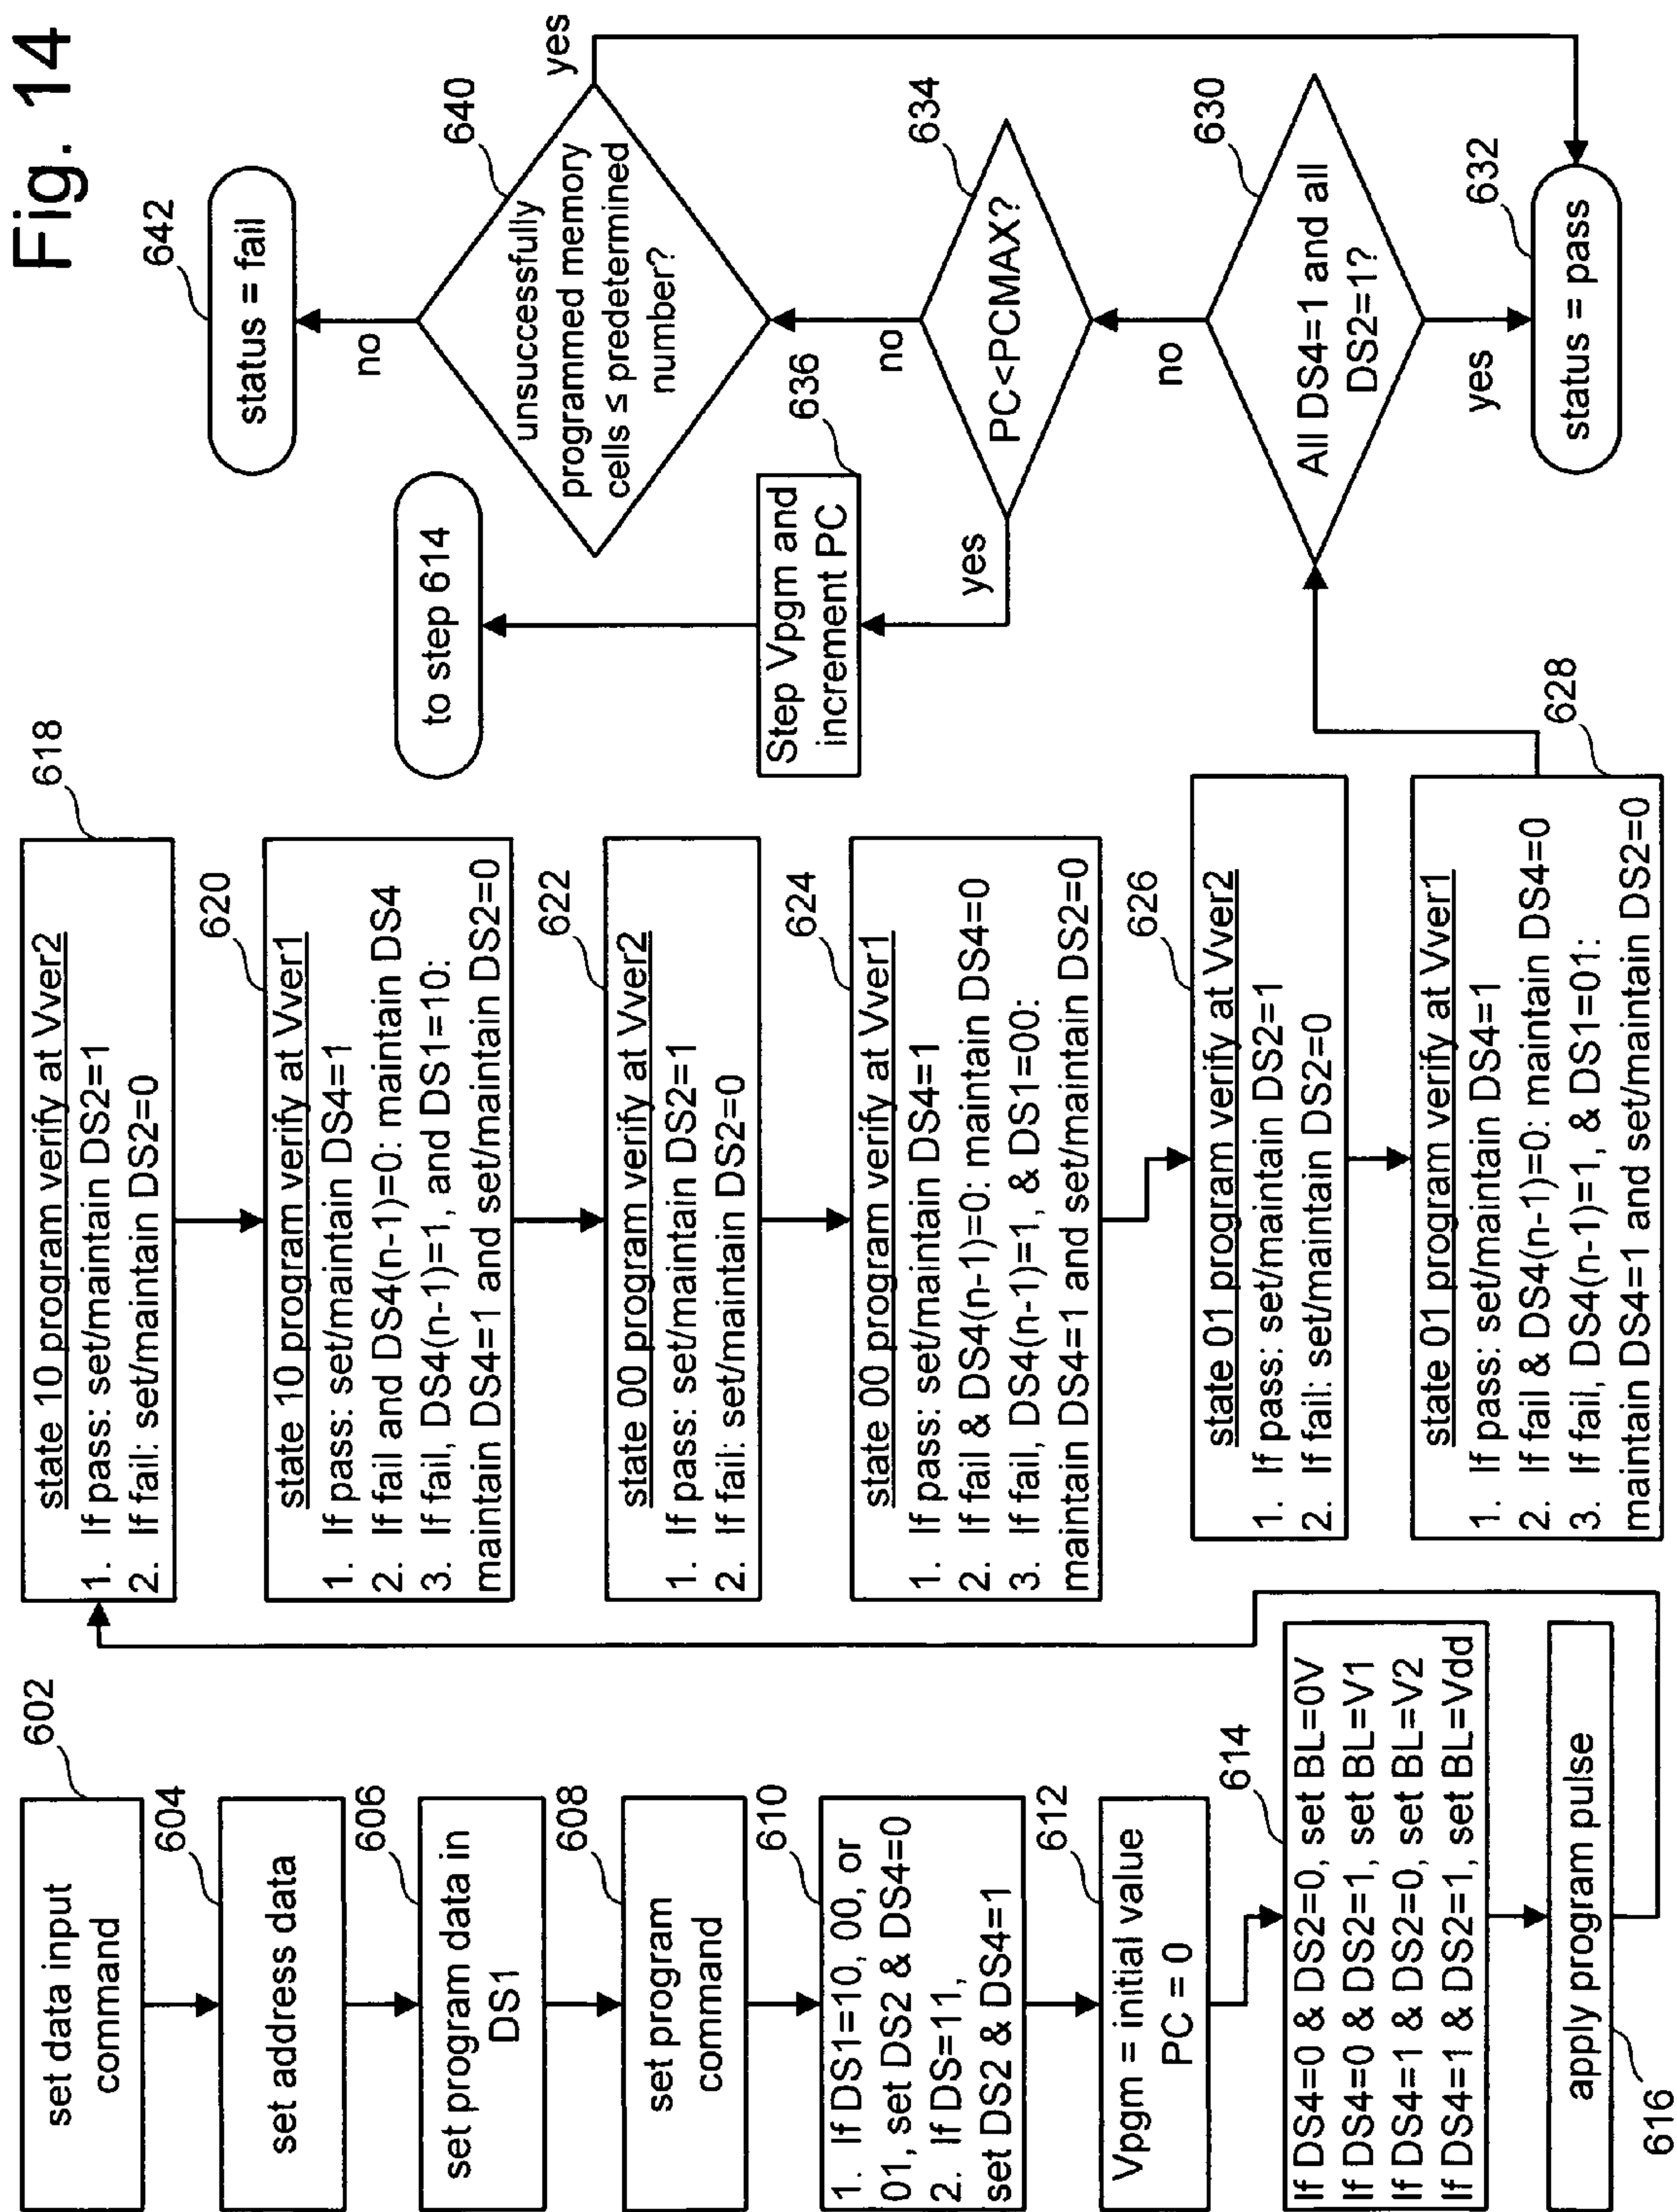 Fig. 14
602
set data input
command
604
set address data
606
set program data in
DS1
608
set program
command
610
1. If DS1=10, 00, or
01, set DS2 & DS4=0
2. If DS=11,
set DS2 & DS4=1
612
Vpgm = initial value
PC = 0
614
If DS4=0 & DS2=0, set BL=0V
If DS4=0 & DS2=1, set BL=V1
If DS4=1 & DS2=0, set BL=V2
If DS4=1 & DS2=1, set BL=Vdd
apply program pulse
616
618
state 10 program verify at Vver2
1. If pass: set/maintain DS2=1
2. If fail: set/maintain DS2=0
620
state 10 program verify at Vver1
1. If pass: set/maintain DS4=1
2. If fail and DS4(n-1)=0: maintain DS4
3. If fail, DS4(n-1)=1, and DS1=10:
maintain DS4=1 and set/maintain DS2=0
622
state 00 program verify at Vver2
1. If pass: set/maintain DS2=1
2. If fail: set/maintain DS2=0
624
state 00 program verify at Vver1
1. If pass: set/maintain DS4=1
2. If fail & DS4(n-1)=0: maintain DS4=0
3. If fail, DS4(n-1)=1, & DS1=00:
maintain DS4=1 and set/maintain DS2=0
626
state 01 program verify at Vver2
1. If pass: set/maintain DS2=1
2. If fail: set/maintain DS2=0
628
state 01 program verify at Vver1
1. If pass: set/maintain DS4=1
2. If fail & DS4(n-1)=0: maintain DS4=0
3. If fail, DS4(n-1)=1, & DS1=01:
maintain DS4=1 and set/maintain DS2=0
642
status = fail
no
640
unsuccessfully
programmed memory
cells ≤ predetermined
number?
yes
to step 614
636
Step Vpgm and
increment PC
yes
no
634
PC<PCMAX?
no
630
All DS4=1 and all
DS2=1?
yes
632
status = pass